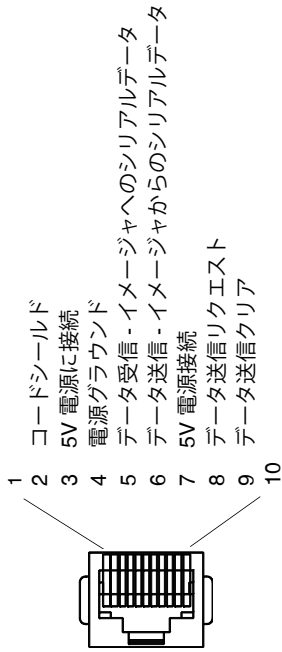 1
2 コードシールド
3 5V 電源に接続
4 電源グラウンド
5 データ受信 - イメージャへのシリアルデータ
6 データ送信 - イメージャからのシリアルデータ
7 5V 電源接続
8 データ送信リクエスト
9 データ送信クリア
10